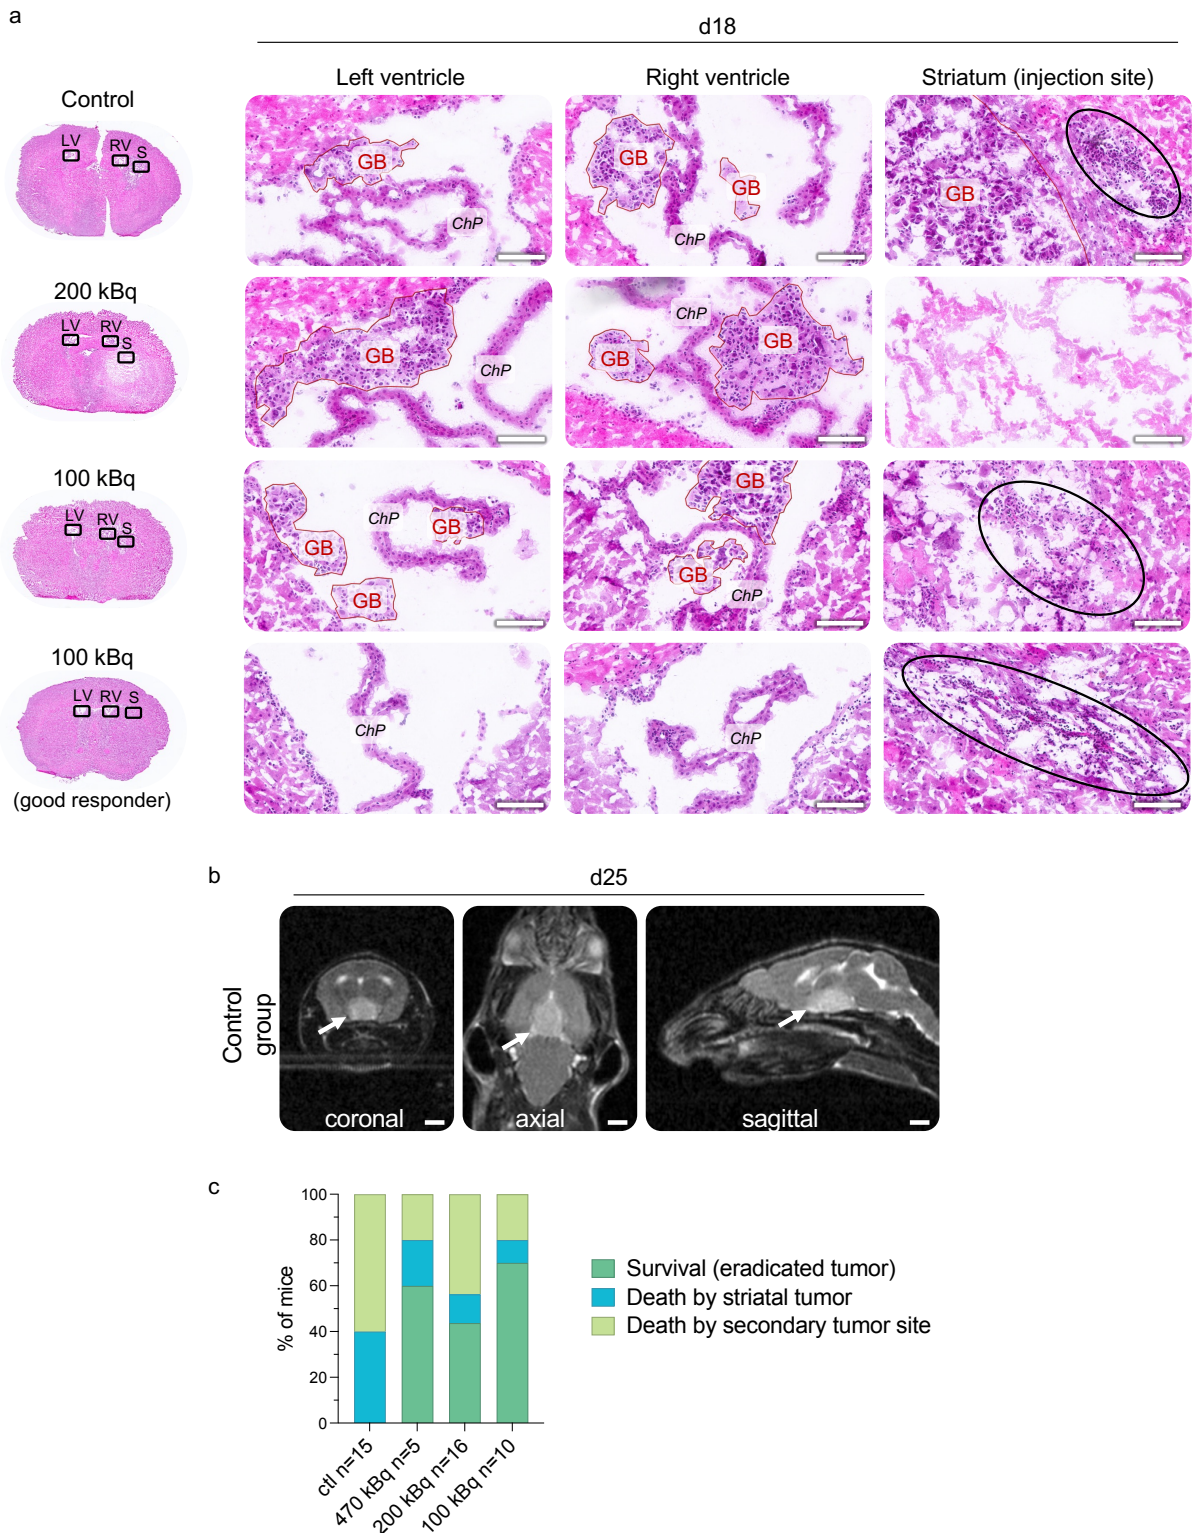 a
d18
Left ventricle
Right ventricle
Striatum (injection site)
Control
LV
RV
S
GB
ChP
GB
GB
ChP
GB
200 kBq
LV
RV
S
GB
ChP
ChP
GB
GB
100 kBq
LV
RV
S
ChP
GB
GB
GB
GB
GB
ChP
100 kBq
LV
RV
S
(good responder)
ChP
ChP
b
d25
Control
group
coronal
axial
sagittal
c
% of mice
100
80
60
40
20
0
ctl n=15
470 kBq n=5
200 kBq n=16
100 kBq n=10
Survival (eradicated tumor)
Death by striatal tumor
Death by secondary tumor site